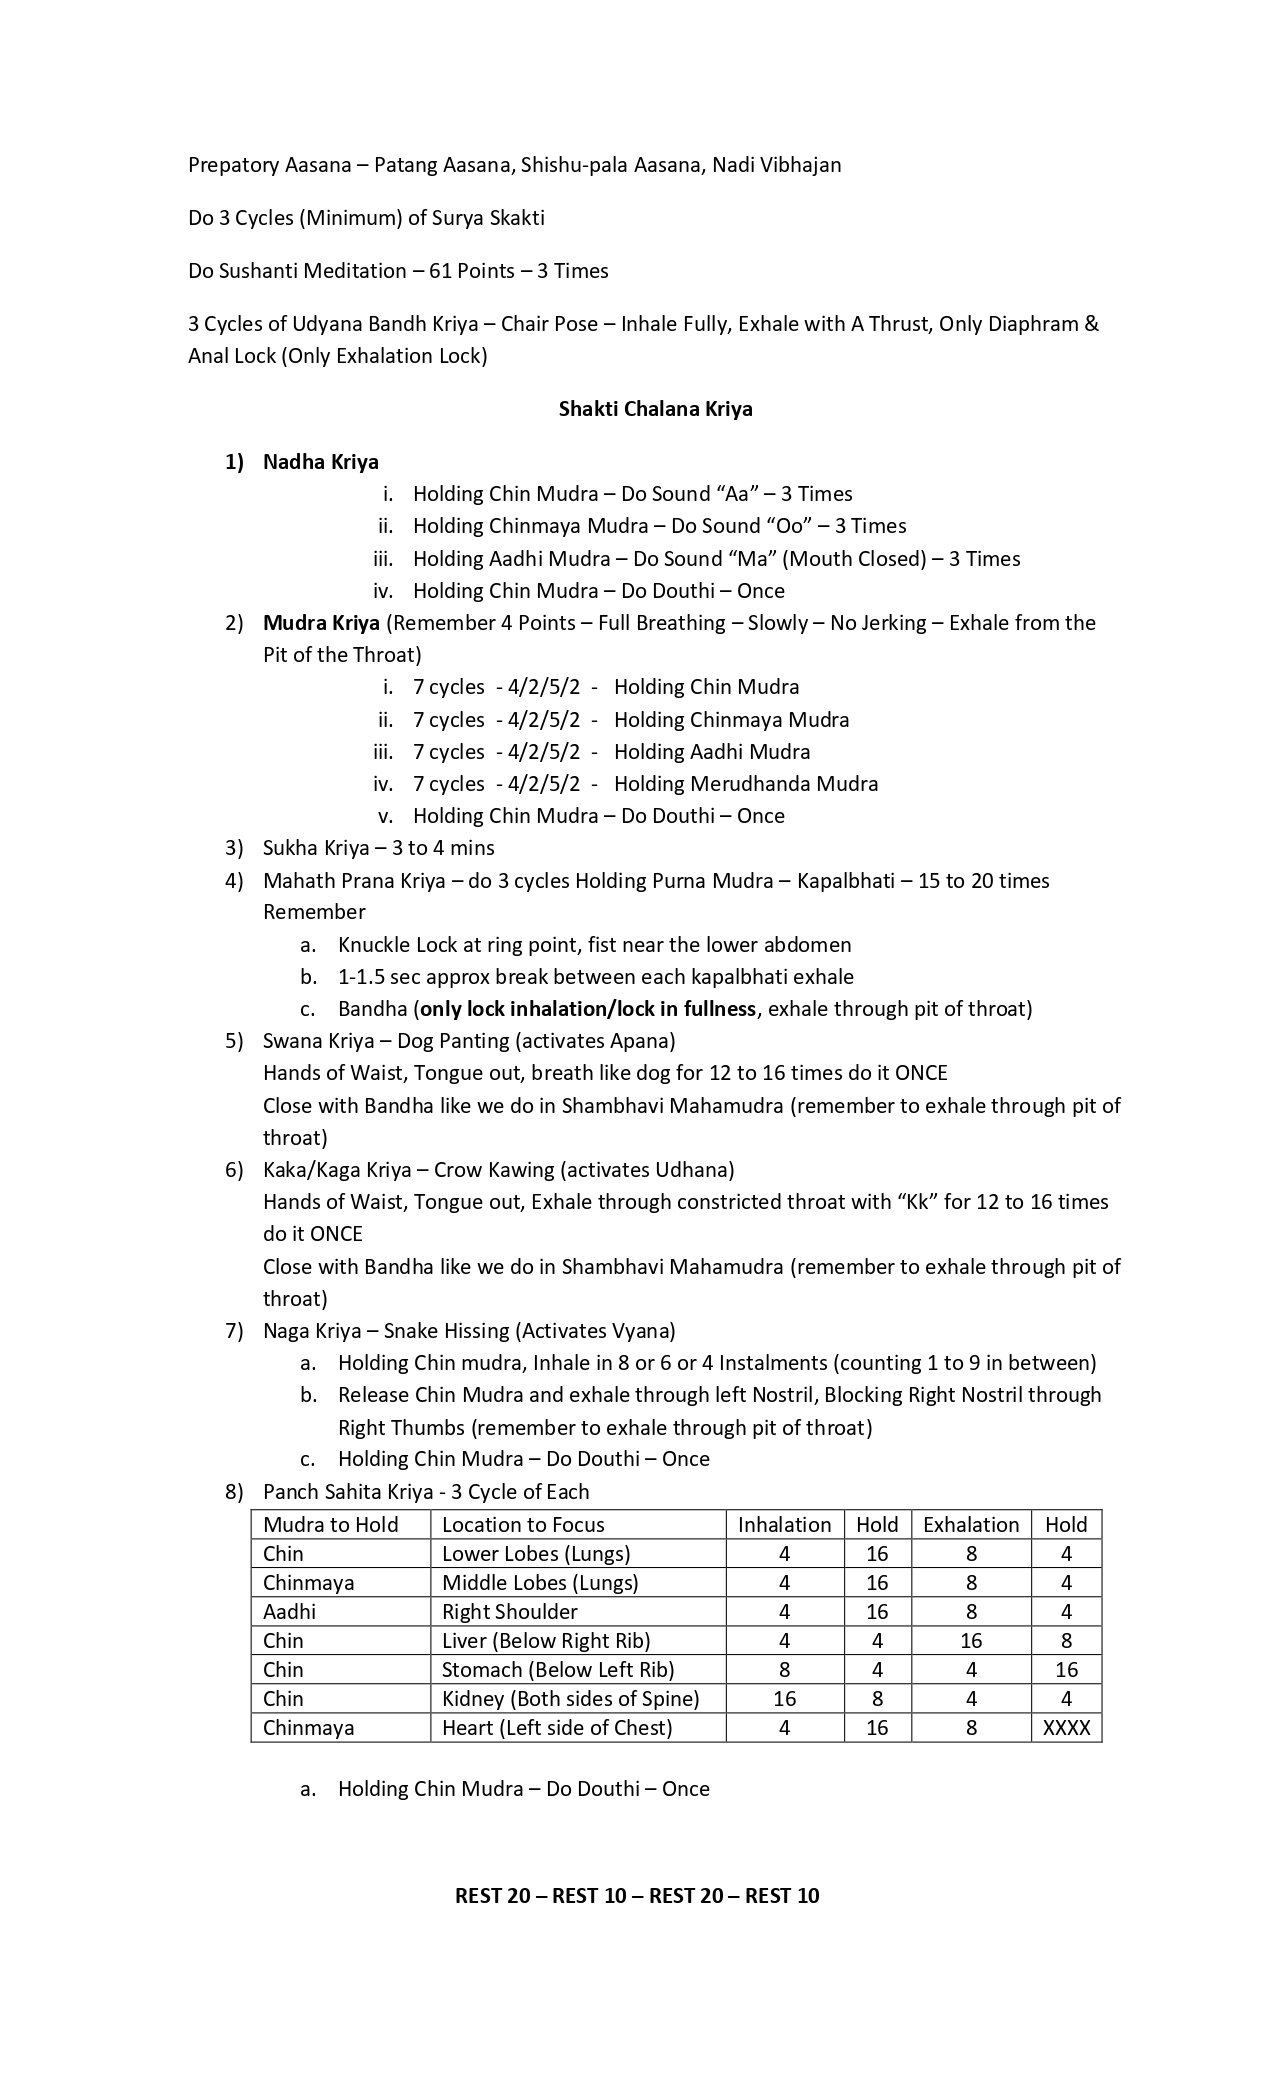 Prepatory Aasana – Patang Aasana, Shishu-pala Aasana, Nadi Vibhajan
Do 3 Cycles (Minimum) of Surya Skakti
Do Sushanti Meditation – 61 Points – 3 Times
3 Cycles of Udyana Bandh Kriya – Chair Pose – Inhale Fully, Exhale with A Thrust, Only Diaphram &
Anal Lock (Only Exhalation Lock)
Shakti Chalana Kriya
1) Nadha Kriya
i. Holding Chin Mudra – Do Sound “Aa” – 3 Times
ii. Holding Chinmaya Mudra – Do Sound “Oo” – 3 Times
iii. Holding Aadhi Mudra – Do Sound “Ma” (Mouth Closed) – 3 Times
iv. Holding Chin Mudra – Do Douthi – Once
2) Mudra Kriya (Remember 4 Points – Full Breathing – Slowly – No Jerking – Exhale from the
Pit of the Throat)
i. 7 cycles - 4/2/5/2 - Holding Chin Mudra
ii. 7 cycles - 4/2/5/2 - Holding Chinmaya Mudra
iii. 7 cycles - 4/2/5/2 - Holding Aadhi Mudra
iv. 7 cycles - 4/2/5/2 - Holding Merudhanda Mudra
v. Holding Chin Mudra – Do Douthi – Once
3) Sukha Kriya – 3 to 4 mins
4) Mahath Prana Kriya – do 3 cycles Holding Purna Mudra – Kapalbhati – 15 to 20 times
Remember
a. Knuckle Lock at ring point, fist near the lower abdomen
b. 1-1.5 sec approx break between each kapalbhati exhale
c. Bandha (only lock inhalation/lock in fullness, exhale through pit of throat)
5) Swana Kriya – Dog Panting (activates Apana)
Hands of Waist, Tongue out, breath like dog for 12 to 16 times do it ONCE
Close with Bandha like we do in Shambhavi Mahamudra (remember to exhale through pit of
throat)
6) Kaka/Kaga Kriya – Crow Kawing (activates Udhana)
Hands of Waist, Tongue out, Exhale through constricted throat with “Kk” for 12 to 16 times
do it ONCE
Close with Bandha like we do in Shambhavi Mahamudra (remember to exhale through pit of
throat)
7) Naga Kriya – Snake Hissing (Activates Vyana)
a. Holding Chin mudra, Inhale in 8 or 6 or 4 Instalments (counting 1 to 9 in between)
b. Release Chin Mudra and exhale through left Nostril, Blocking Right Nostril through
Right Thumbs (remember to exhale through pit of throat)
c. Holding Chin Mudra – Do Douthi – Once
8) Panch Sahita Kriya - 3 Cycle of Each
Mudra to Hold Location to Focus Inhalation Hold Exhalation Hold
Chin Lower Lobes (Lungs) 4 16 8 4
Chinmaya Middle Lobes (Lungs) 4 16 8 4
Aadhi Right Shoulder 4 16 8 4
Chin Liver (Below Right Rib) 4 4 16 8
Chin Stomach (Below Left Rib) 8 4 4 16
Chin Kidney (Both sides of Spine) 16 8 4 4
Chinmaya Heart (Left side of Chest) 4 16 8 XXXX
a. Holding Chin Mudra – Do Douthi – Once
REST 20 – REST 10 – REST 20 – REST 10